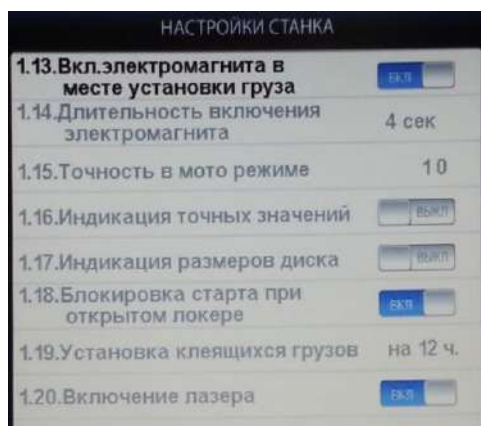 НАСТРОЙКИ СТАНКА
1.13.Вкл.электромагнита в
месте установки груза
ВКЛ
1.14.Длительность включения
электромагнита
4 сек
1.15.Точность в мото режиме
10
1.16.Индикация точных значений
ВЫКЛ
1.17.Индикация размеров диска
ВЫКЛ
1.18.Блокировка старта при
открытом локере
ВКЛ
1.19.Установка клеящихся грузов
на 12 ч.
1.20.Включение лазера
ВКЛ